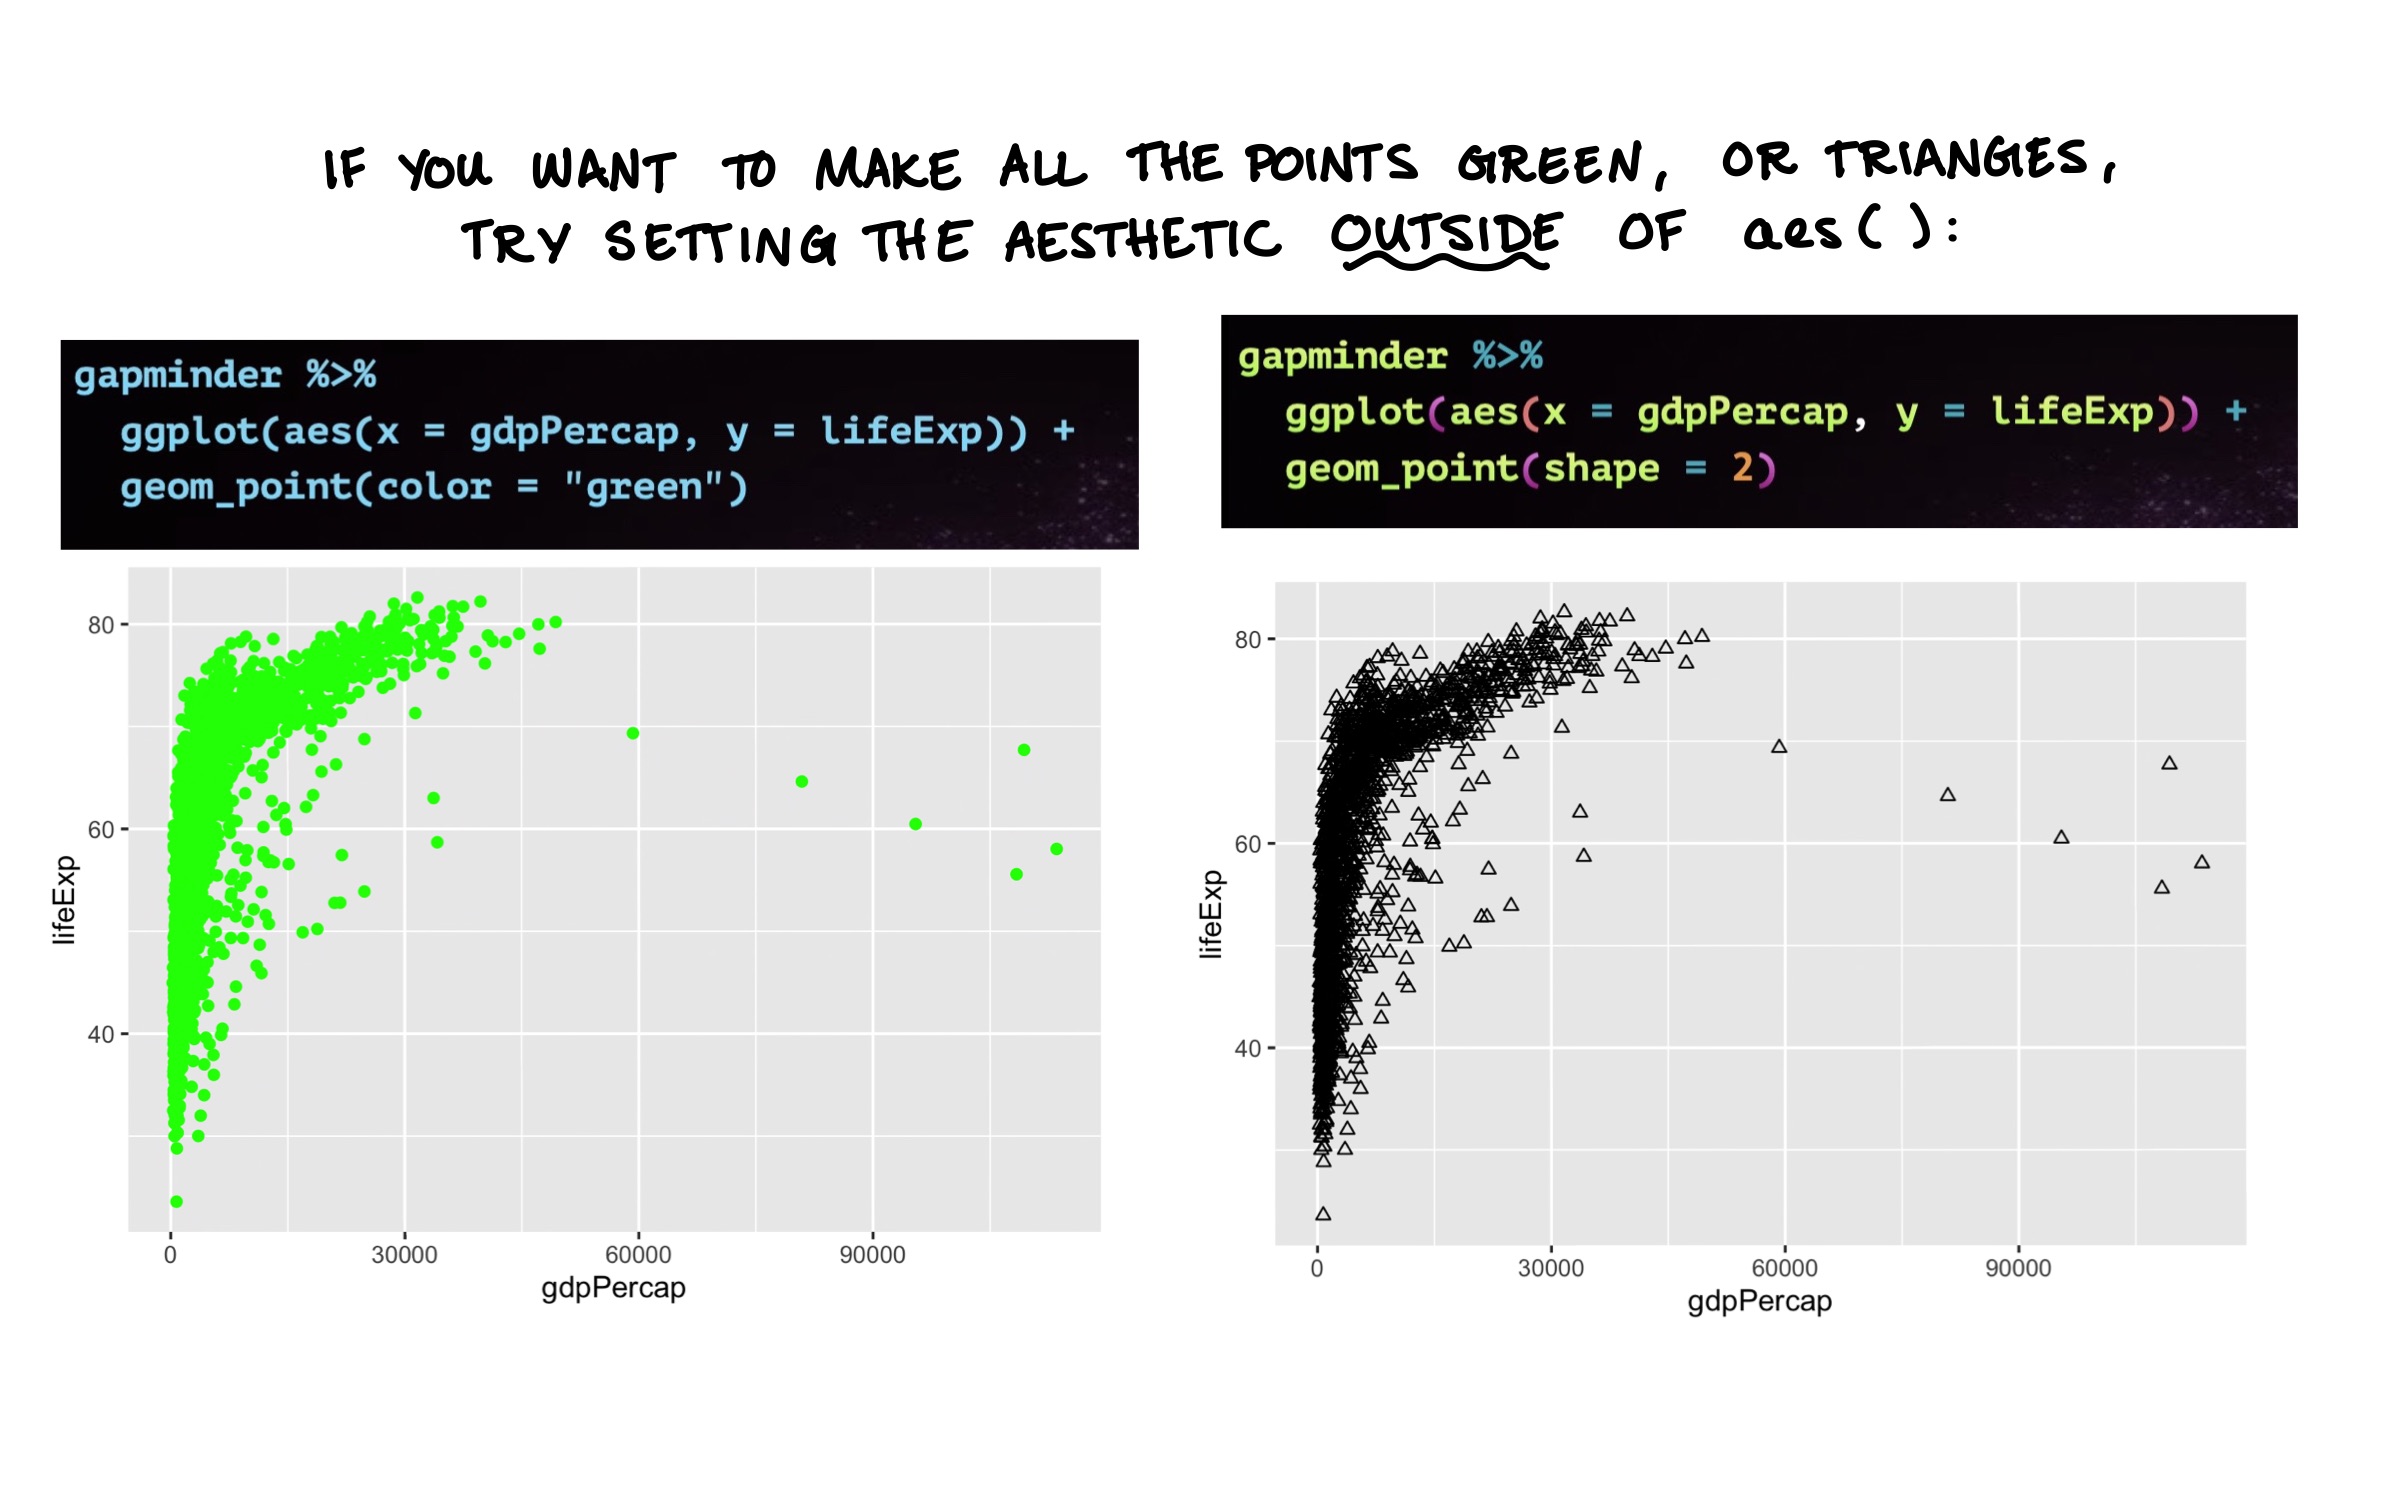 IF YOU WANT TO MAKE ALL THE POINTS GREEN, OR TRIANGLES,
TRY SETTING THE AESTHETIC OUTSIDE OF aes( ):
gapminder %>%
ggplot(aes(x = gdpPercap, y = lifeExp)) +
geom_point(color = "green")
80
60
40
lifeExp
0 30000 60000 90000
gdpPercap
gapminder %>%
ggplot(aes(x = gdpPercap, y = lifeExp)) +
geom_point(shape = 2)
80
60
40
lifeExp
0 30000 60000 90000
gdpPercap